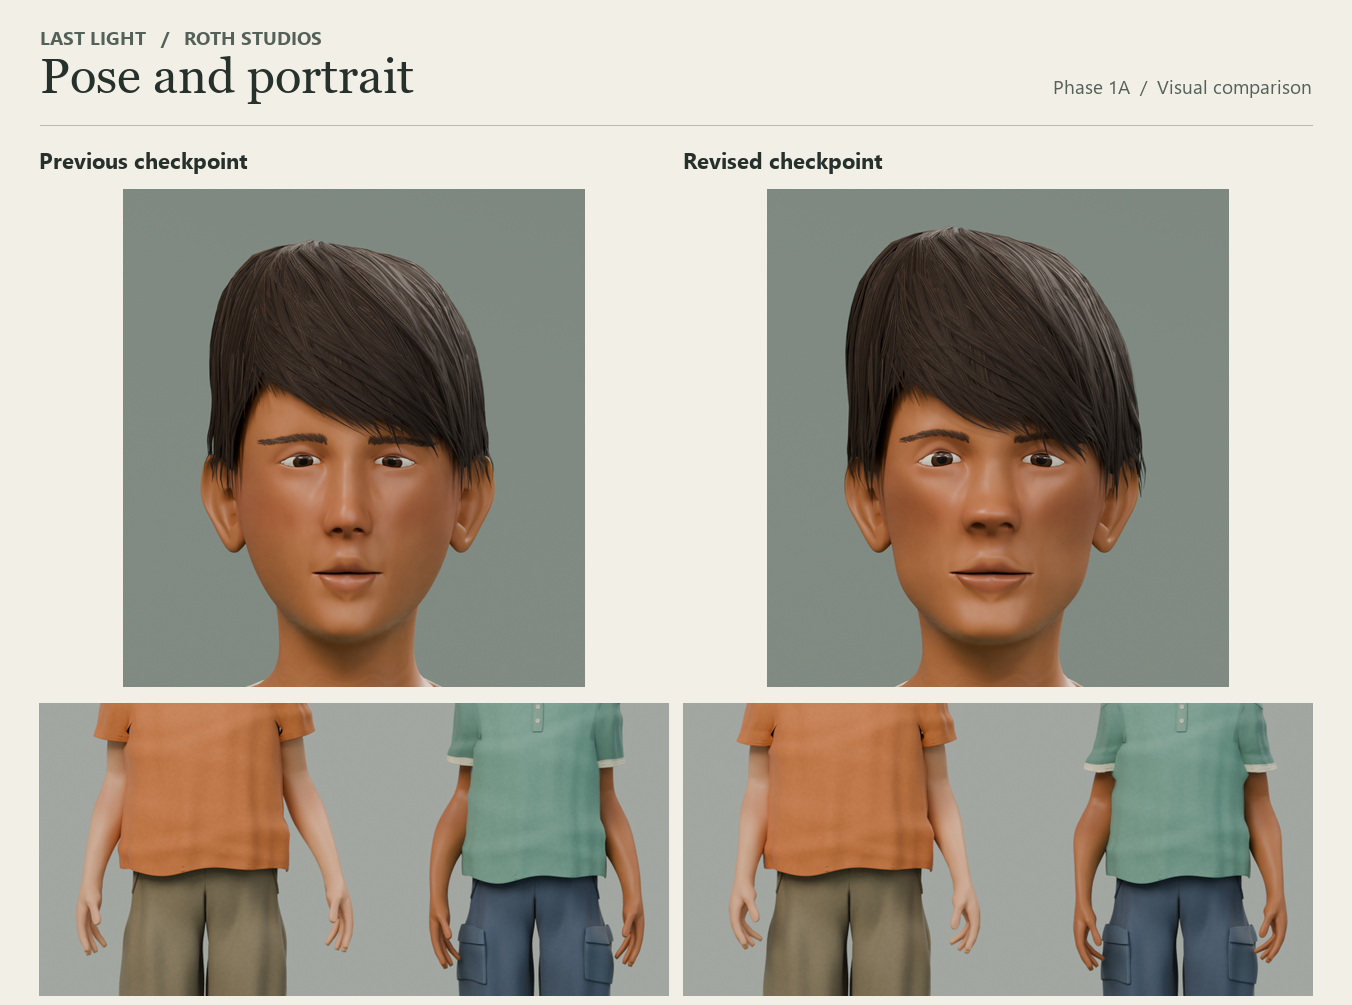 LAST LIGHT / ROTH STUDIOS
Pose and portrait
Phase 1A / Visual comparison
Previous checkpoint
Revised checkpoint